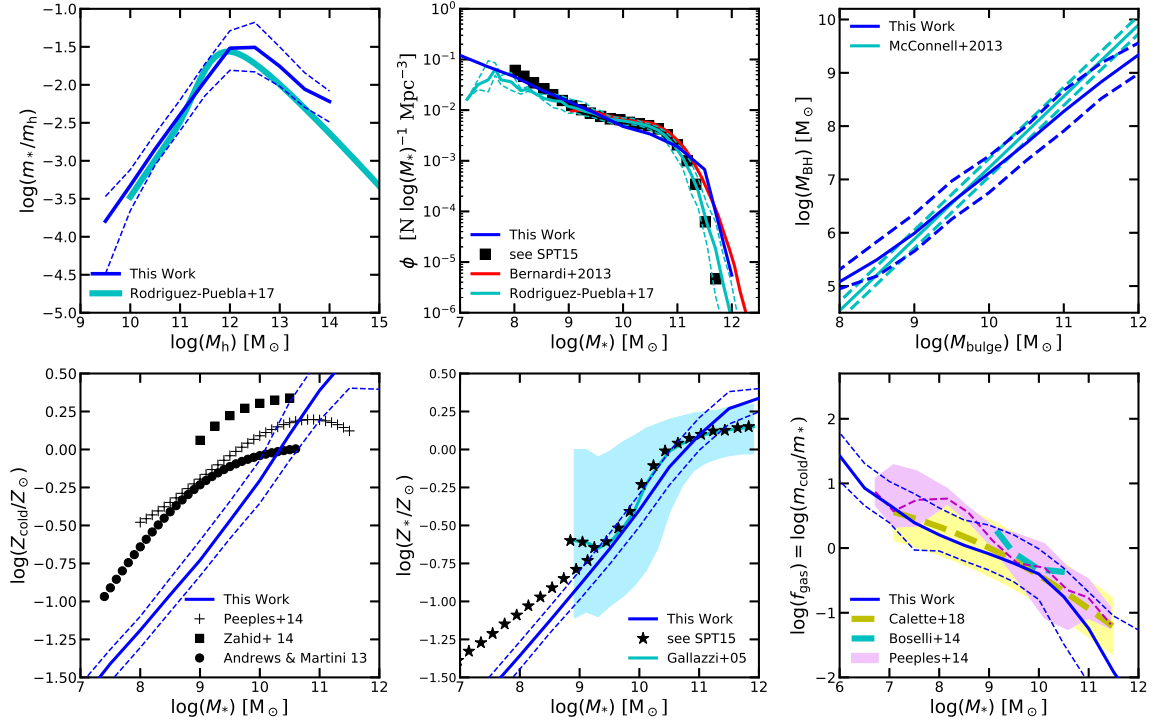 −1.0
−1.5
−2.0
−2.5
−3.0
−3.5
−4.0
−4.5
−5.0
log(m*/mh)
This Work
Rodriguez-Puebla+17
9 10 11 12 13 14 15
log(Mh) [M⊙]
10⁰
10⁻¹
10⁻²
10⁻³
10⁻⁴
10⁻⁵
10⁻⁶
ϕ [N log(M*)⁻¹ Mpc⁻³]
This Work
see SPT15
Bernardi+2013
Rodriguez-Puebla+17
7 8 9 10 11 12
log(M*) [M⊙]
10
9
8
7
6
5
log(MBH) [M⊙]
This Work
McConnell+2013
8 9 10 11 12
log(Mbulge) [M⊙]
0.50
0.25
0.00
−0.25
−0.50
−0.75
−1.00
−1.25
−1.50
log(Zcold/Z⊙)
This Work
Peeples+14
Zahid+ 14
Andrews & Martini 13
7 8 9 10 11 12
log(M*) [M⊙]
0.50
0.25
0.00
−0.25
−0.50
−0.75
−1.00
−1.25
−1.50
log(Z*/Z⊙)
This Work
see SPT15
Gallazzi+05
7 8 9 10 11 12
log(M*) [M⊙]
2
1
0
−1
−2
log(fgas) = log(mcold/m*)
This Work
Calette+18
Boselli+14
Peeples+14
6 7 8 9 10 11 12
log(M*) [M⊙]